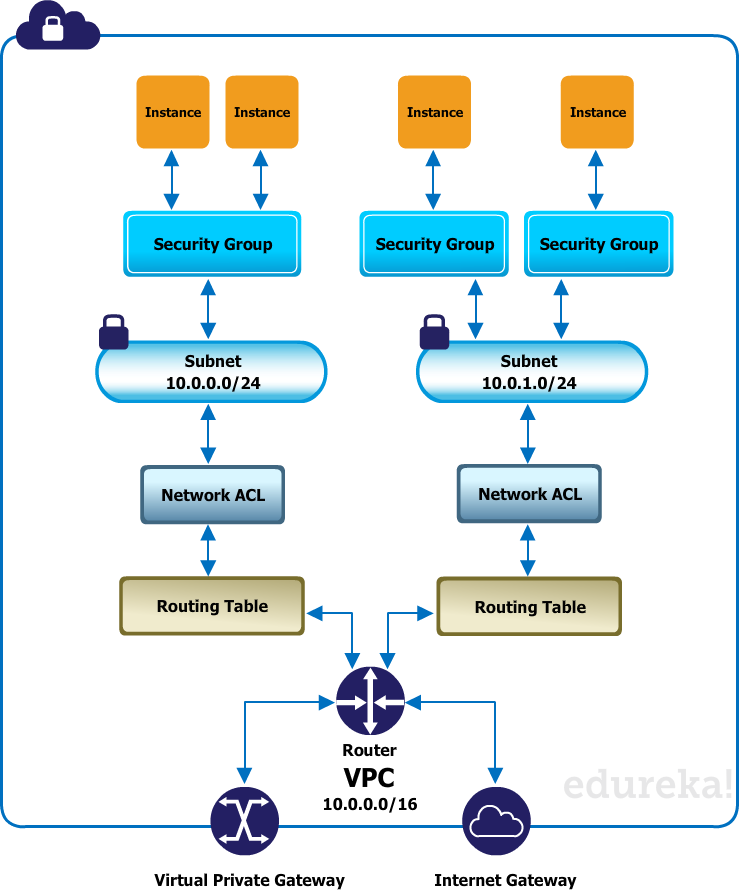 Instance
Instance
Instance
Instance
Security Group
Security Group
Security Group
Subnet
10.0.0.0/24
Subnet
10.0.1.0/24
Network ACL
Network ACL
Routing Table
Routing Table
Router
VPC
10.0.0.0/16
edureka!
Virtual Private Gateway
Internet Gateway